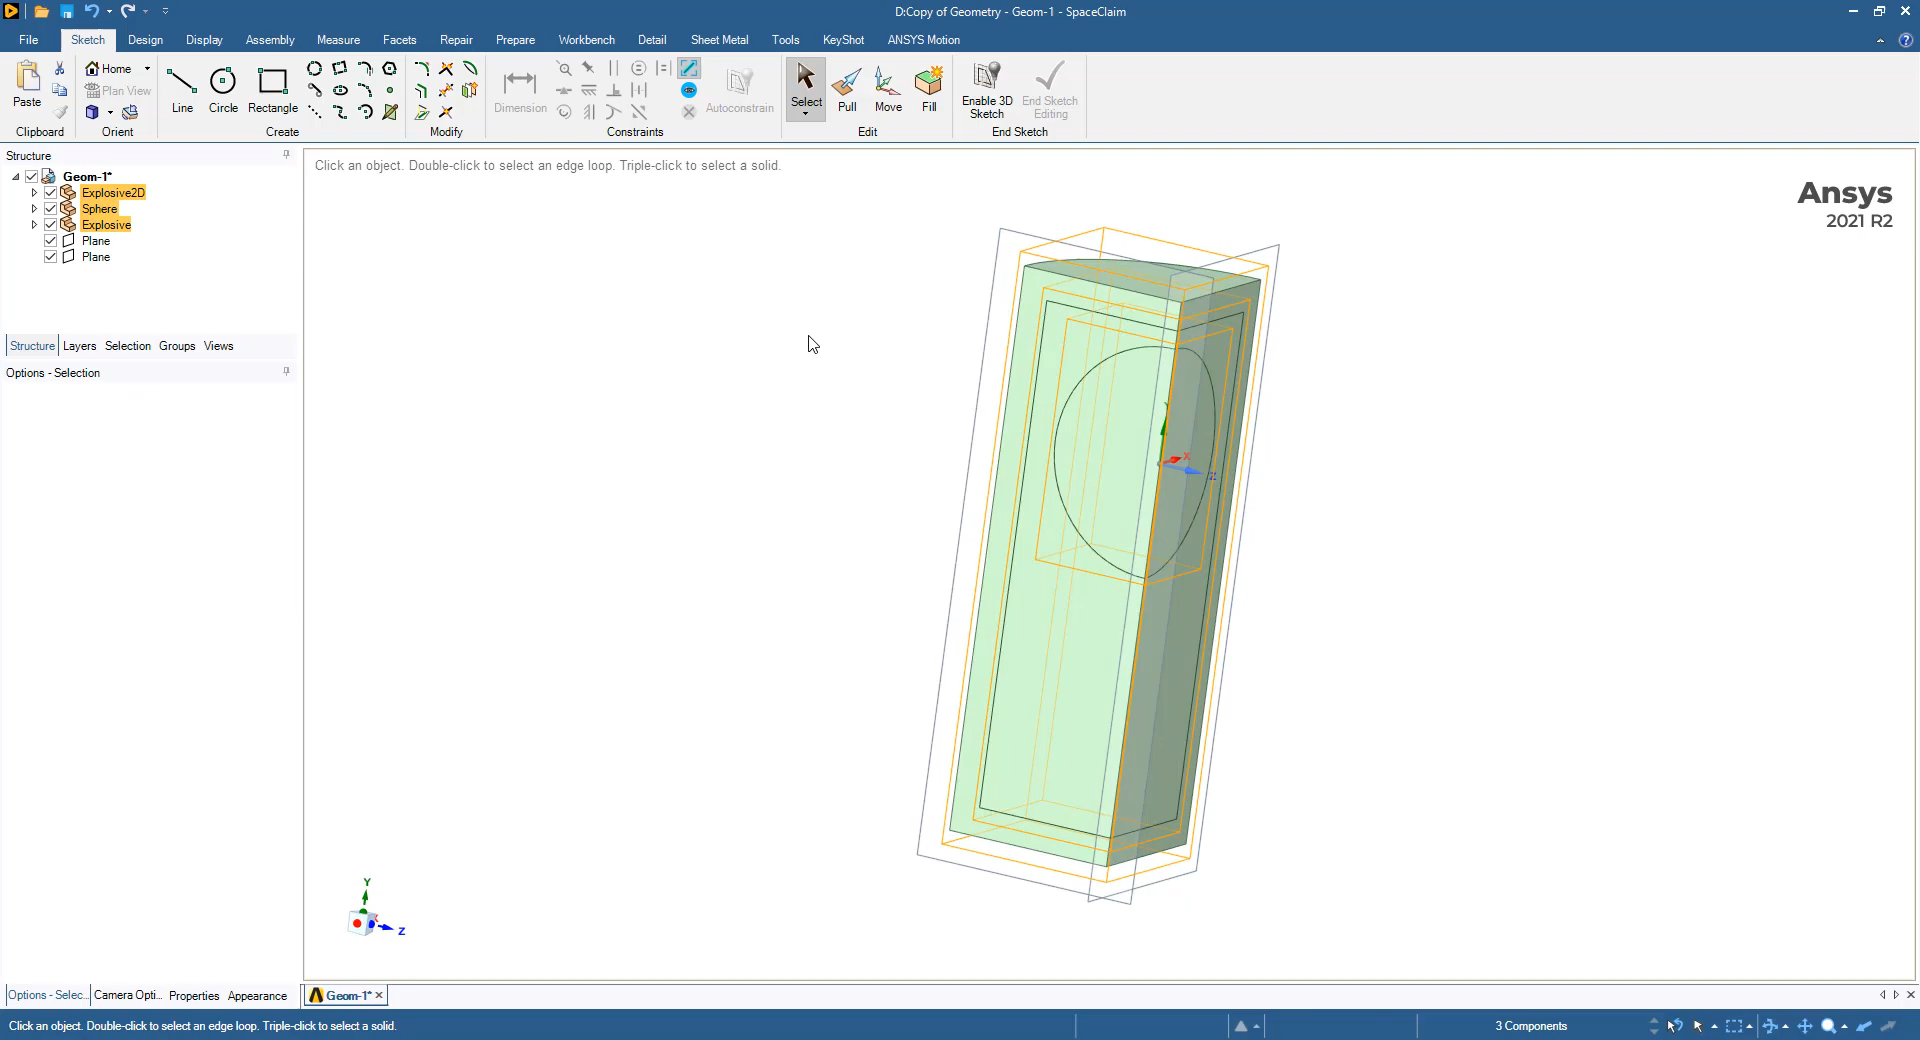 D:Copy of Geometry - Geom-1 - SpaceClaim
File Sketch Design Display Assembly Measure Facets Repair Prepare Workbench Detail Sheet Metal Tools KeyShot ANSYS Motion
Paste
Clipboard
Home
Plan View
Orient
Line
Circle
Rectangle
Create
Modify
Dimension
Autoconstrain
Constraints
Select
Pull
Move
Fill
Edit
Enable 3D
Sketch
End Sketch
Editing
End Sketch
Structure
Geom-1*
Explosive2D
Sphere
Explosive
Plane
Plane
Structure Layers Selection Groups Views
Options - Selection
Click an object. Double-click to select an edge loop. Triple-click to select a solid.
Ansys
2021 R2
Y
X
Z
Y
Z
Options - Selec... Camera Opti... Properties Appearance
Geom-1*
Click an object. Double-click to select an edge loop. Triple-click to select a solid.
3 Components